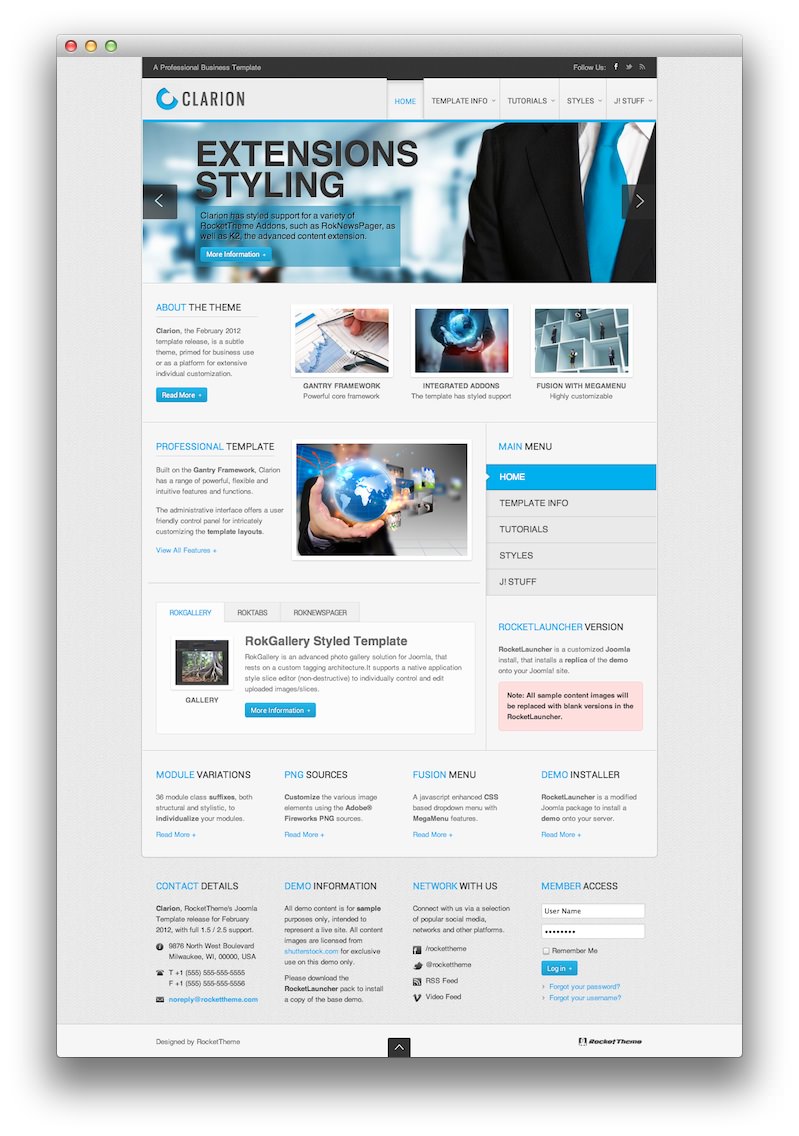 A Professional Business Template
Follow Us:
CLARION
HOME
TEMPLATE INFO
TUTORIALS
STYLES
J! STUFF
EXTENSIONS
STYLING
Clarion has styled support for a variety of
RocketTheme Addons, such as RokNewsPager, as
well as K2, the advanced content extension.
More Information +
ABOUT THE THEME
Clarion, the February 2012
template release, is a subtle
theme, primed for business use
or as a platform for extensive
individual customization.
Read More +
GANTRY FRAMEWORK
Powerful core framework
INTEGRATED ADDONS
The template has styled support
FUSION WITH MEGAMENU
Highly customizable
PROFESSIONAL TEMPLATE
Built on the Gantry Framework, Clarion
has a range of powerful, flexible and
intuitive features and functions.
The administrative interface offers a user
friendly control panel for intricately
customizing the template layouts.
View All Features +
MAIN MENU
HOME
TEMPLATE INFO
TUTORIALS
STYLES
J! STUFF
ROKGALLERY
ROKTABS
ROKNEWSPAGER
GALLERY
RokGallery Styled Template
RokGallery is an advanced photo gallery solution for Joomla, that
rests on a custom tagging architecture.It supports a native application
style slice editor (non-destructive) to individually control and edit
uploaded images/slices.
More Information +
ROCKETLAUNCHER VERSION
RocketLauncher is a customized Joomla
install, that installs a replica of the demo
onto your Joomla! site.
Note: All sample content images will
be replaced with blank versions in the
RocketLauncher.
MODULE VARIATIONS
36 module class suffixes, both
structural and stylistic, to
individualize your modules.
Read More +
PNG SOURCES
Customize the various image
elements using the Adobe®
Fireworks PNG sources.
Read More +
FUSION MENU
A javascript enhanced CSS
based dropdown menu with
MegaMenu features.
Read More +
DEMO INSTALLER
RocketLauncher is a modified
Joomla package to install a
demo onto your server.
Read More +
CONTACT DETAILS
Clarion, RocketTheme's Joomla
Template release for February
2012, with full 1.5 / 2.5 support.
9876 North West Boulevard
Milwaukee, WI, 00000, USA
T +1 (555) 555-555-5555
F +1 (555) 555-555-5556
noreply@rockettheme.com
DEMO INFORMATION
All demo content is for sample
purposes only, intended to
represent a live site. All content
images are licensed from
shutterstock.com for exclusive
use on this demo only.
Please download the
RocketLauncher pack to install
a copy of the base demo.
NETWORK WITH US
Connect with us via a selection
of popular social media,
networks and other platforms.
/rockettheme
@rockettheme
RSS Feed
Video Feed
MEMBER ACCESS
User Name
Remember Me
Log in +
Forgot your password?
Forgot your username?
Designed by RocketTheme
RocketTheme